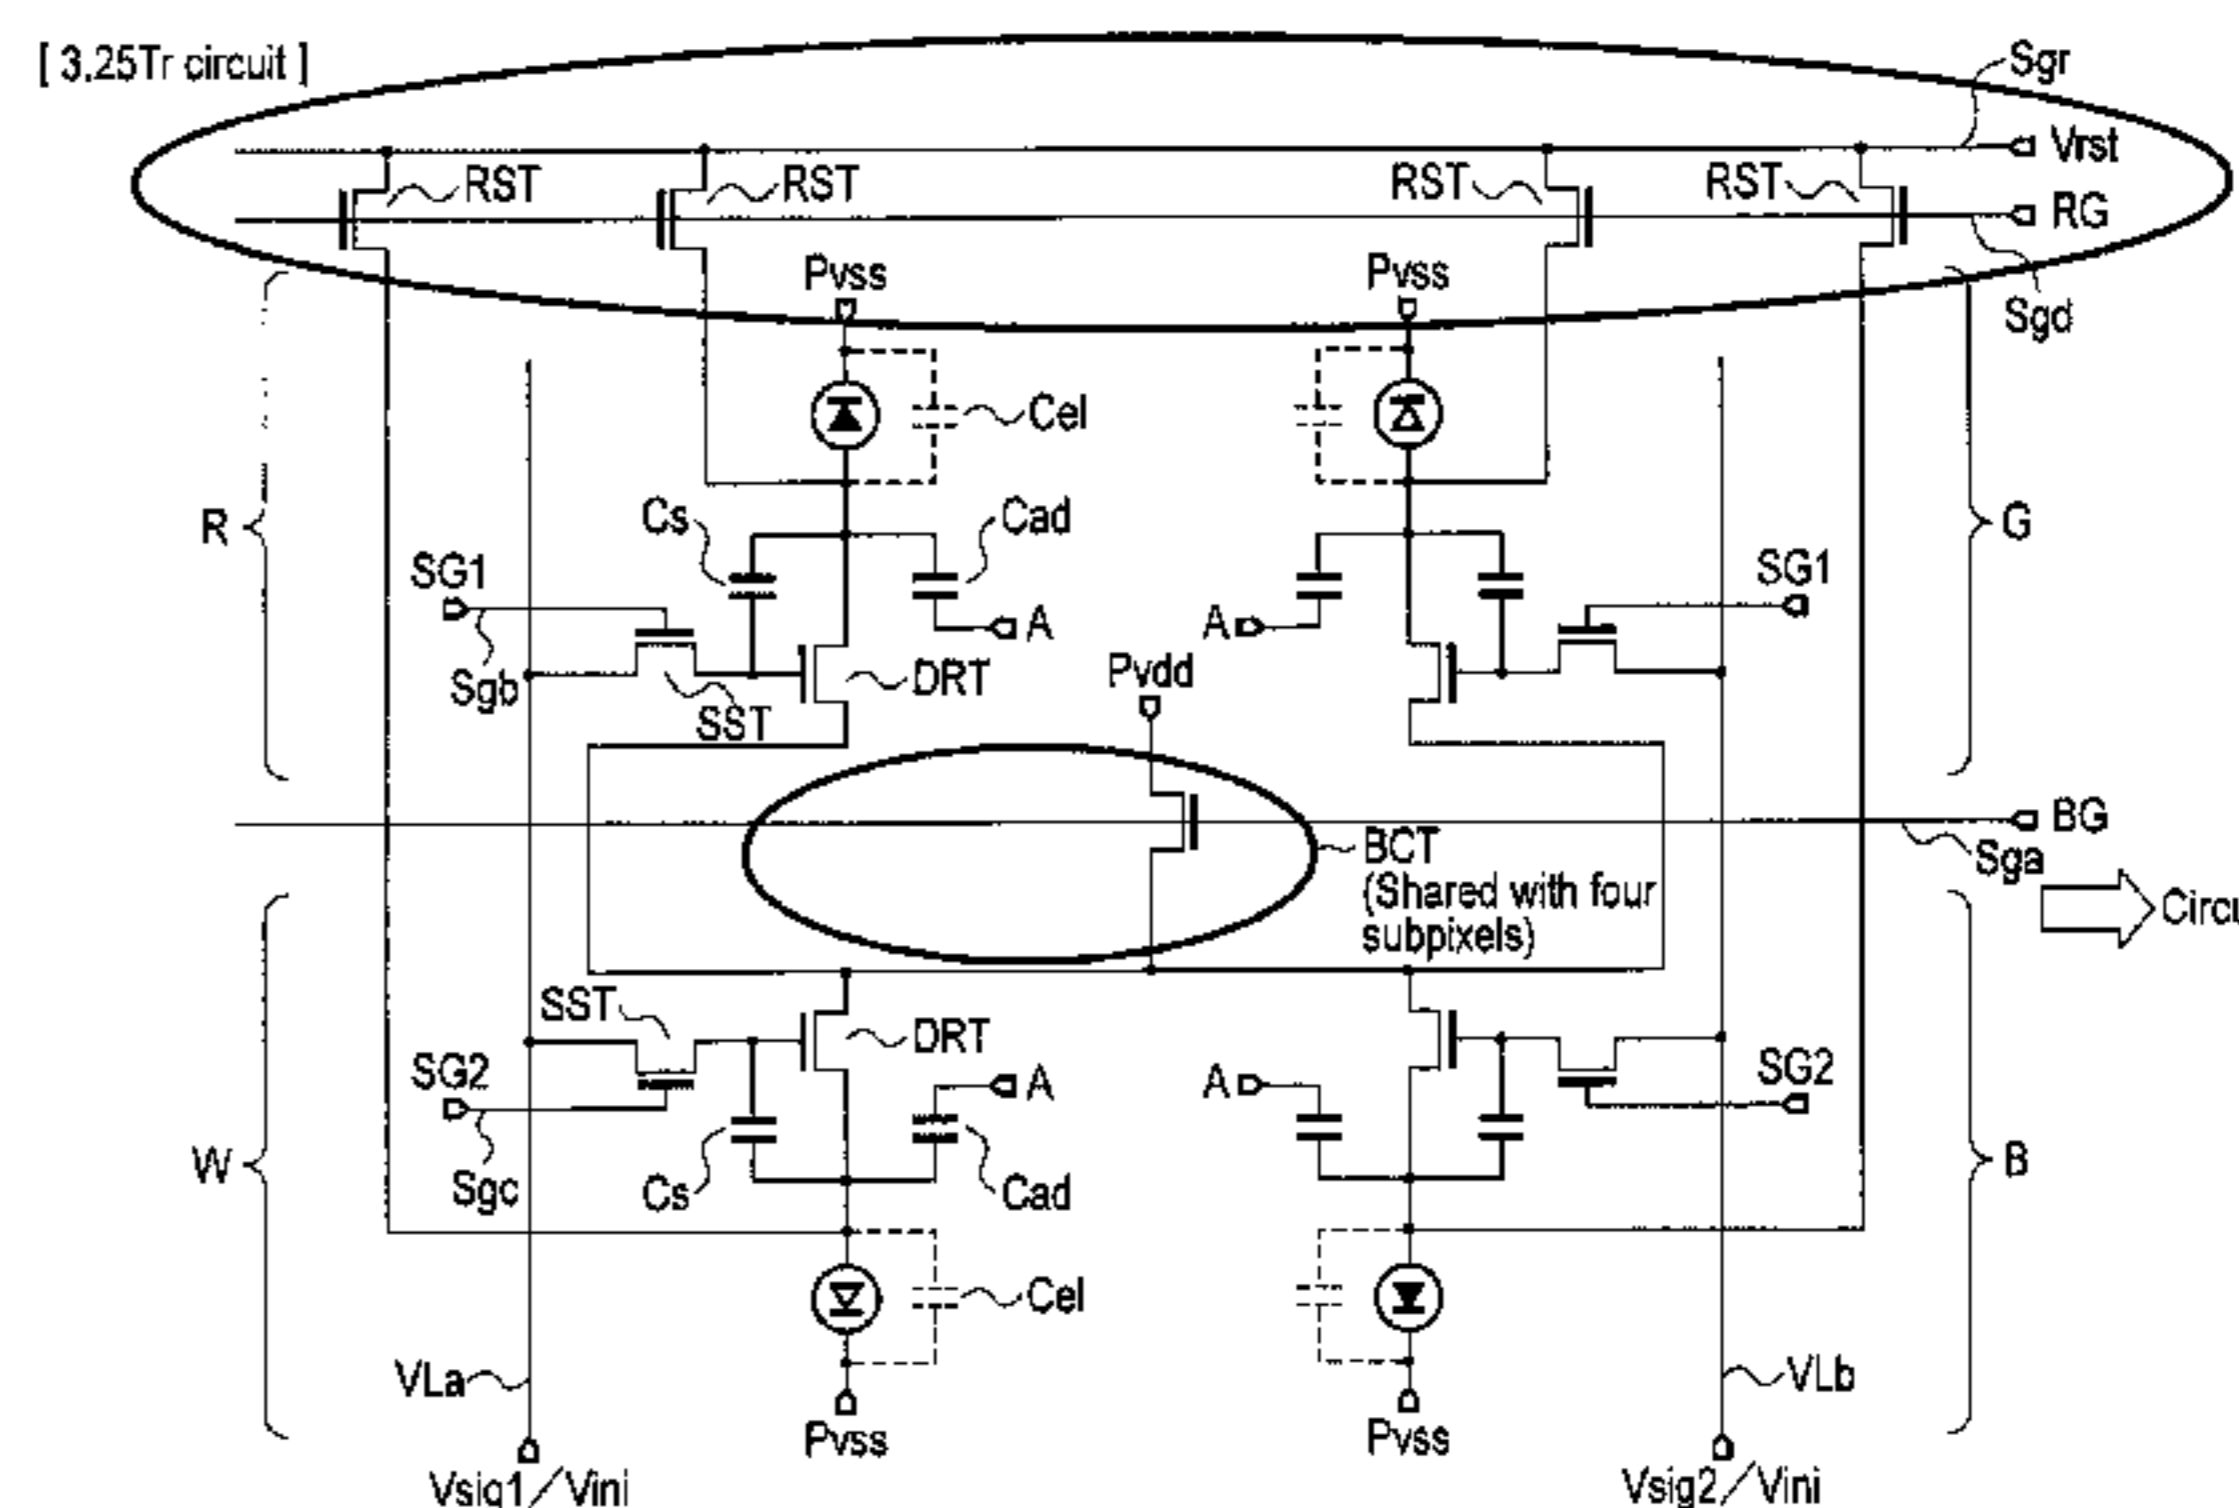 [ 3.25Tr circuit ]
Sgr
Vrst
RST
RST
RST
RST
RG
Pvss
Pvss
Sgd
Cel
R
Cs
Cad
G
SG1
SG1
A
A
Sgb
SST
DRT
Pvdd
BCT
(Shared with four
subpixels)
BG
Sga
SST
DRT
SG2
A
A
SG2
W
Sgc
Cs
Cad
B
Cel
VLa
VLb
Pvss
Pvss
Vsig1/Vini
Vsig2/Vini